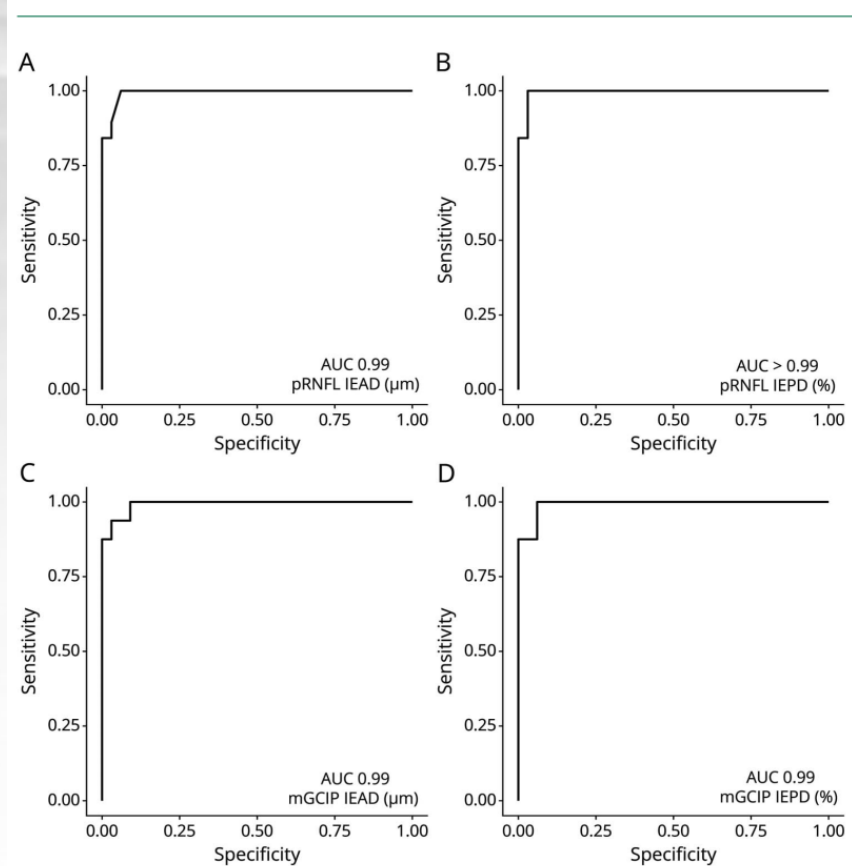 A
1.00
0.75
0.50
0.25
0.00
Sensitivity
0.00 0.25 0.50 0.75 1.00
Specificity
AUC 0.99
pRNFL IEAD (µm)
B
1.00
0.75
0.50
0.25
0.00
Sensitivity
0.00 0.25 0.50 0.75 1.00
Specificity
AUC > 0.99
pRNFL IEPD (%)
C
1.00
0.75
0.50
0.25
0.00
Sensitivity
0.00 0.25 0.50 0.75 1.00
Specificity
AUC 0.99
mGCIP IEAD (µm)
D
1.00
0.75
0.50
0.25
0.00
Sensitivity
0.00 0.25 0.50 0.75 1.00
Specificity
AUC 0.99
mGCIP IEPD (%)